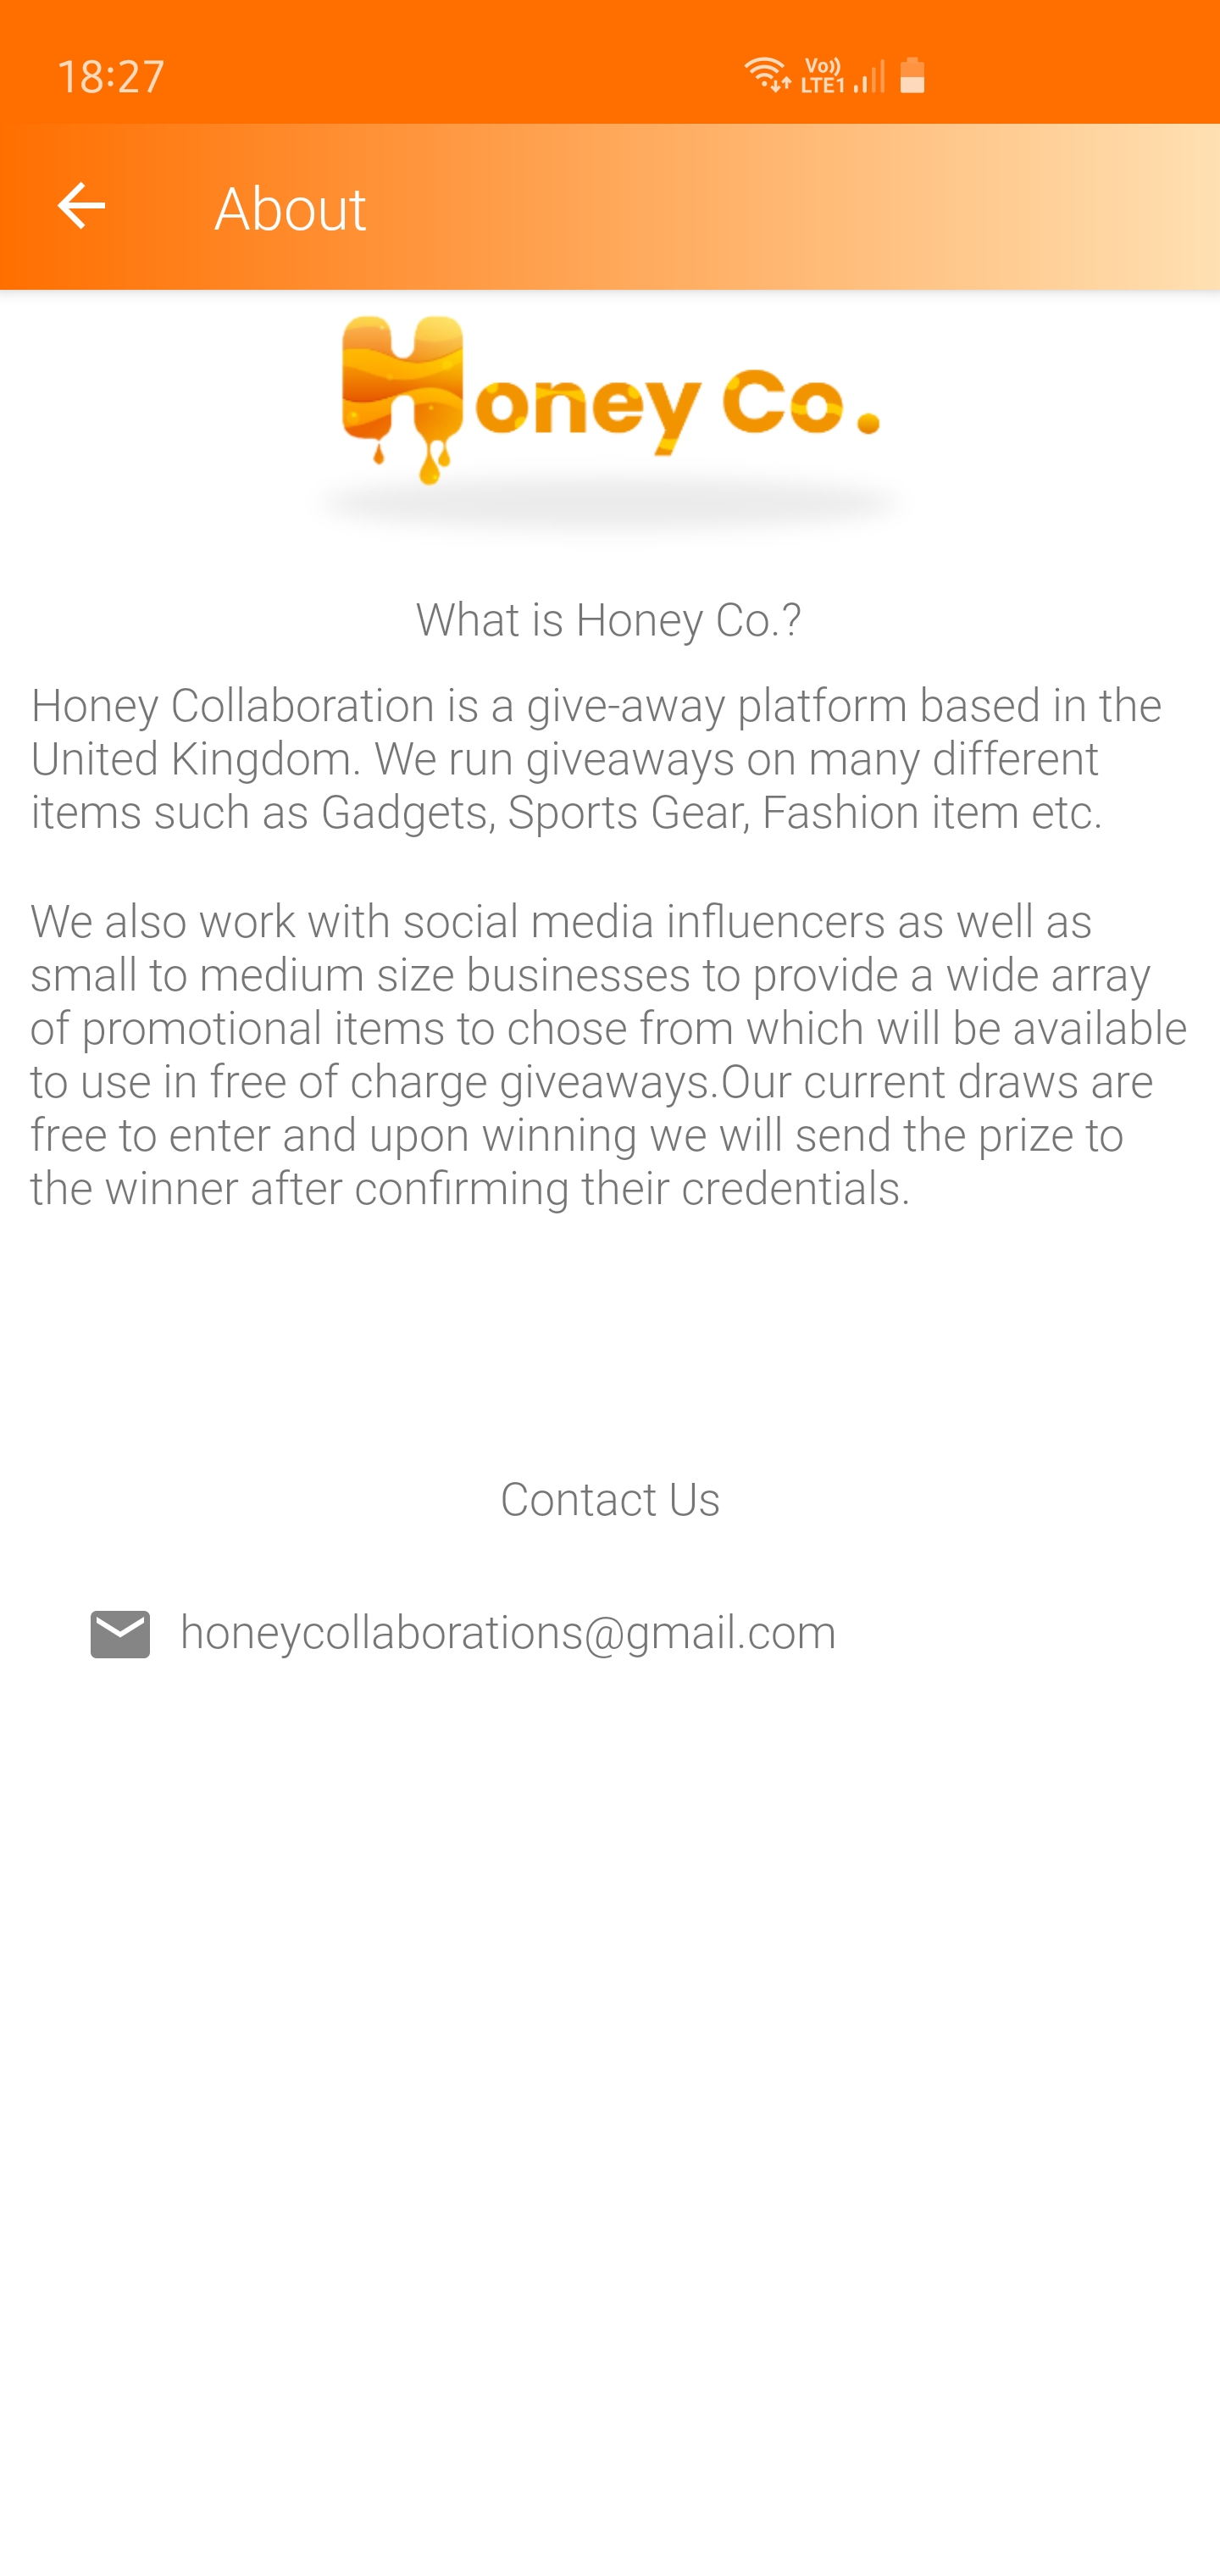 18:27
Vo))
LTE1
About
Honey Co.
What is Honey Co.?
Honey Collaboration is a give-away platform based in the
United Kingdom. We run giveaways on many different
items such as Gadgets, Sports Gear, Fashion item etc.
We also work with social media influencers as well as
small to medium size businesses to provide a wide array
of promotional items to chose from which will be available
to use in free of charge giveaways.Our current draws are
free to enter and upon winning we will send the prize to
the winner after confirming their credentials.
Contact Us
honeycollaborations@gmail.com